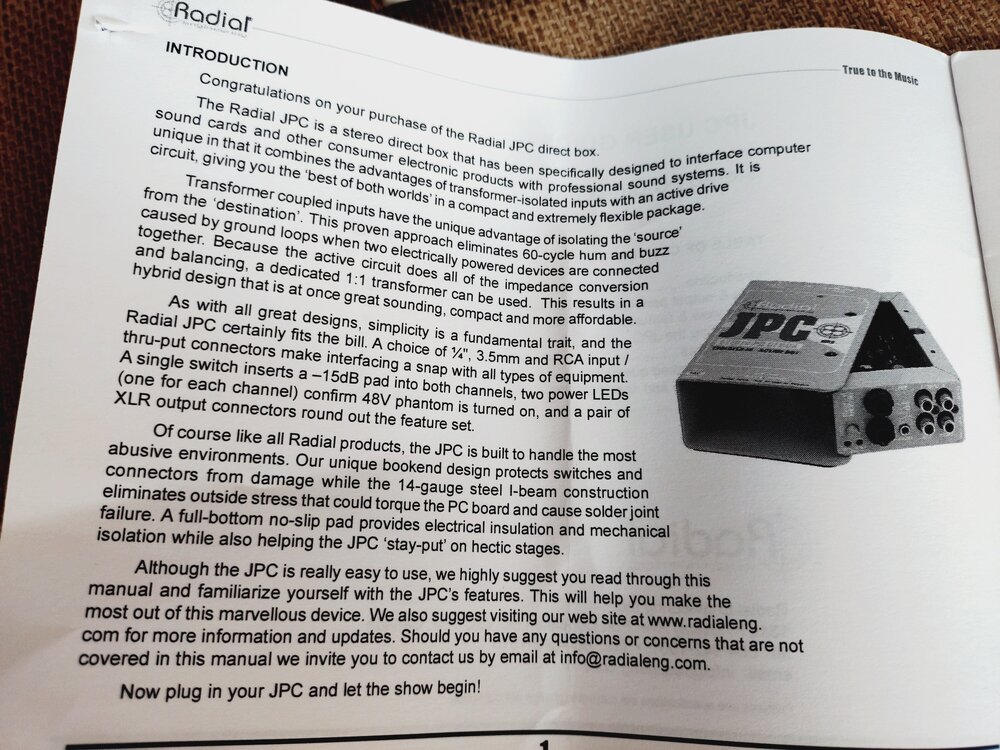 Radial
True to the Music
INTRODUCTION
Congratulations on your purchase of the Radial JPC direct box.
The Radial JPC is a stereo direct box that has been specifically designed to interface computer
sound cards and other consumer electronic products with professional sound systems. It is
unique in that it combines the advantages of transformer-isolated inputs with an active drive
circuit, giving you the ‘best of both worlds’ in a compact and extremely flexible package.
Transformer coupled inputs have the unique advantage of isolating the ‘source’
from the ‘destination’. This proven approach eliminates 60-cycle hum and buzz
caused by ground loops when two electrically powered devices are connected
together. Because the active circuit does all of the impedance conversion
and balancing, a dedicated 1:1 transformer can be used. This results in a
hybrid design that is at once great sounding, compact and more affordable.
As with all great designs, simplicity is a fundamental trait, and the
Radial JPC certainly fits the bill. A choice of ¼", 3.5mm and RCA input /
thru-put connectors make interfacing a snap with all types of equipment.
A single switch inserts a –15dB pad into both channels, two power LEDs
(one for each channel) confirm 48V phantom is turned on, and a pair of
XLR output connectors round out the feature set.
JPC
Of course like all Radial products, the JPC is built to handle the most
abusive environments. Our unique bookend design protects switches and
connectors from damage while the 14-gauge steel I-beam construction
eliminates outside stress that could torque the PC board and cause solder joint
failure. A full-bottom no-slip pad provides electrical insulation and mechanical
isolation while also helping the JPC ‘stay-put’ on hectic stages.
Although the JPC is really easy to use, we highly suggest you read through this
manual and familiarize yourself with the JPC’s features. This will help you make the
most out of this marvellous device. We also suggest visiting our web site at www.radialeng.
com for more information and updates. Should you have any questions or concerns that are not
covered in this manual we invite you to contact us by email at info@radialeng.com.
Now plug in your JPC and let the show begin!
1